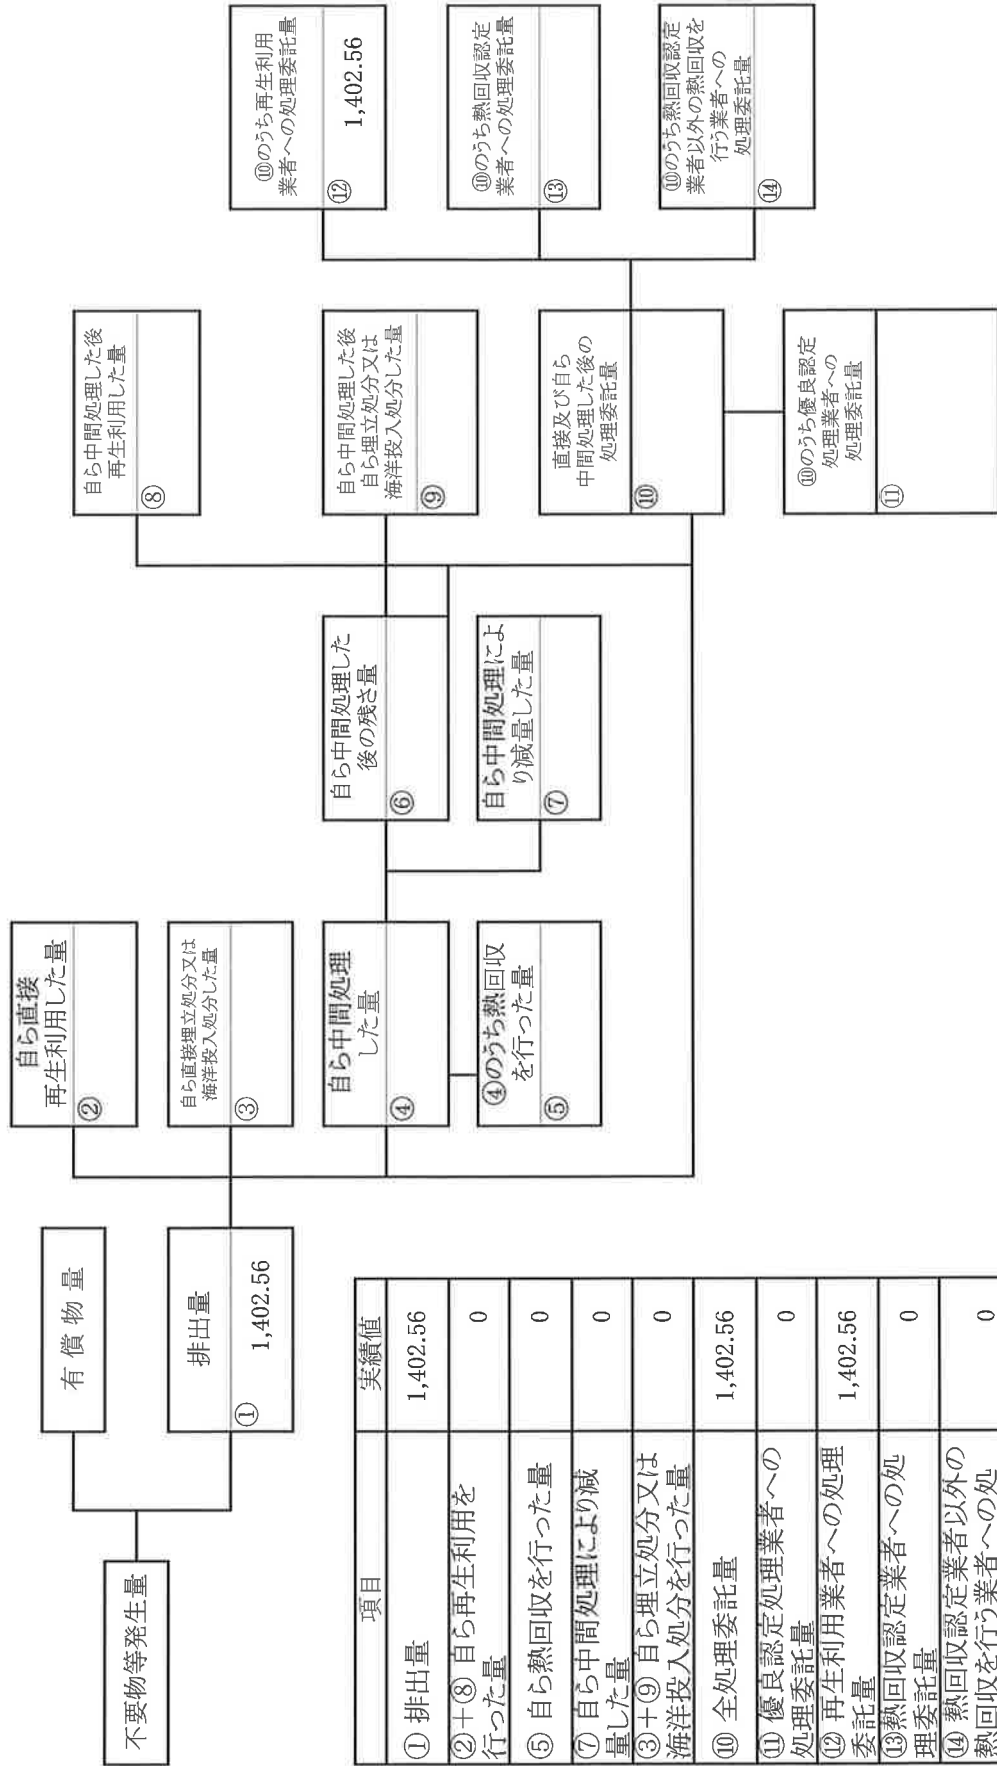 不要物等発生量
有償物量
排出量
①
1,402.56
自ら直接
再生利用した量
②
自ら直接埋立処分又は
海洋投入処分した量
③
自ら中間処理
した量
④
④のうち熱回収
を行った量
⑤
自ら中間処理した
後の残さ量
⑥
自ら中間処理によ
り減量した量
⑦
自ら中間処理した後
再生利用した量
⑧
自ら中間処理した後
自ら埋立処分又は
海洋投入処分した量
⑨
直接及び自ら
中間処理した後の
処理委託量
⑩
⑩のうち優良認定
処理業者への
処理委託量
⑪
⑩のうち再生利用
業者への処理委託量
⑫
1,402.56
⑩のうち熱回収認定
業者への処理委託量
⑬
⑩のうち熱回収認定
業者以外の熱回収を
行う業者への
処理委託量
⑭
項目 実績値
① 排出量 1,402.56
②+⑧ 自ら再生利用を
行った量 0
⑤ 自ら熱回収を行った量 0
⑦ 自ら中間処理により減
量した量 0
③+⑨ 自ら埋立処分又は
海洋投入処分を行った量 0
⑩ 全処理委託量 1,402.56
⑪ 優良認定処理業者への
処理委託量 0
⑫ 再生利用業者への処理
委託量 1,402.56
⑬熱回収認定業者への処
理委託量 0
⑭ 熱回収認定業者以外の
熱回収を行う業者への処 0